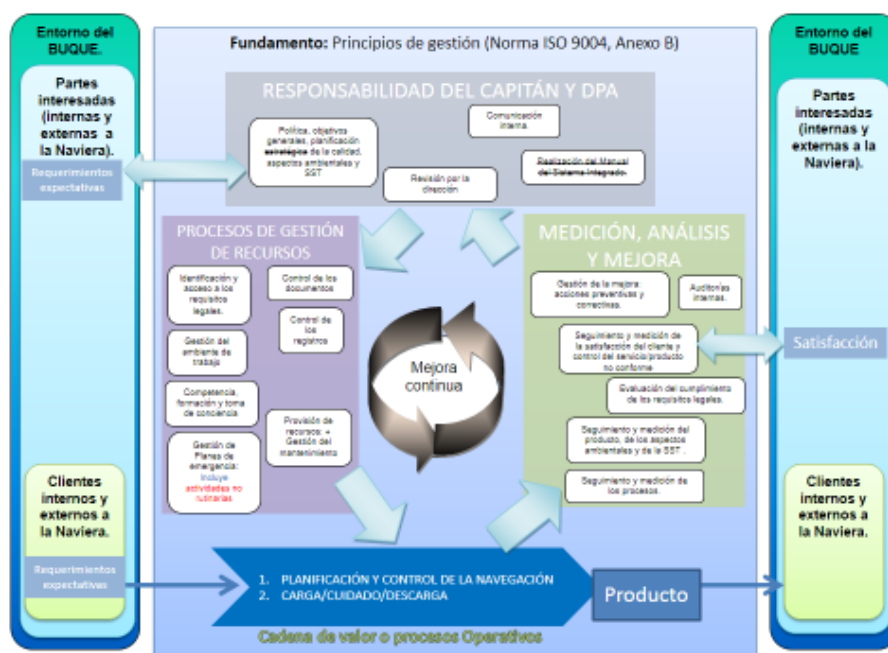 Entorno del
BUQUE.
Partes
interesadas
(internas y
externas a
la Naviera).
Requerimientos
expectativas
Clientes
internos y
externos a
la Naviera.
Requerimientos
expectativas
Fundamento: Principios de gestión (Norma ISO 9004, Anexo B)
RESPONSABILIDAD DEL CAPITÁN Y DPA
Política, objetivos
generales, planificación
estratégica de la calidad,
aspectos ambientales y
SST
Comunicación
interna.
Revisión por la
dirección
Realización del Manual
del Sistema integrado.
PROCESOS DE GESTIÓN
DE RECURSOS
Identificación y
acceso a los
requisitos
legales.
Control de los
documentos
Control de
los
registros
Gestión del
ambiente de
trabajo
Competencia,
formación y toma
de conciencia
Provisión de
recursos: +
Gestión del
mantenimiento
Gestión de
Planes de
emergencia:
Incluye
actividades no
rutinarias
Mejora
continua
MEDICIÓN, ANÁLISIS
Y MEJORA
Gestión de la mejora:
acciones preventivas y
correctivas.
Auditorías
internas.
Seguimiento y medición de
la satisfacción del cliente y
control del servicio/producto
no conforme
Evaluación del cumplimiento
de los requisitos legales.
Seguimiento y medición del
producto, de los aspectos
ambientales y de la SST .
Seguimiento y medición de
los procesos.
1. PLANIFICACIÓN Y CONTROL DE LA NAVEGACIÓN
2. CARGA/CUIDADO/DESCARGA
Producto
Cadena de valor o procesos Operativos
Entorno del
BUQUE
Partes
interesadas
(internas y
externas a la
Naviera).
Satisfacción
Clientes
internos y
externos a
la Naviera.